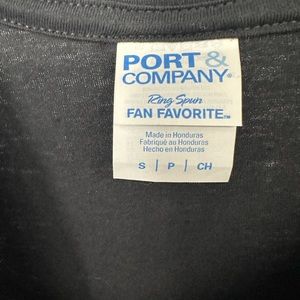 PORT &
COMPANY®
Ring Spun
FAN FAVORITE™
Made in Honduras
Fabriqué au Honduras
Hecho en Honduras
S | P | CH